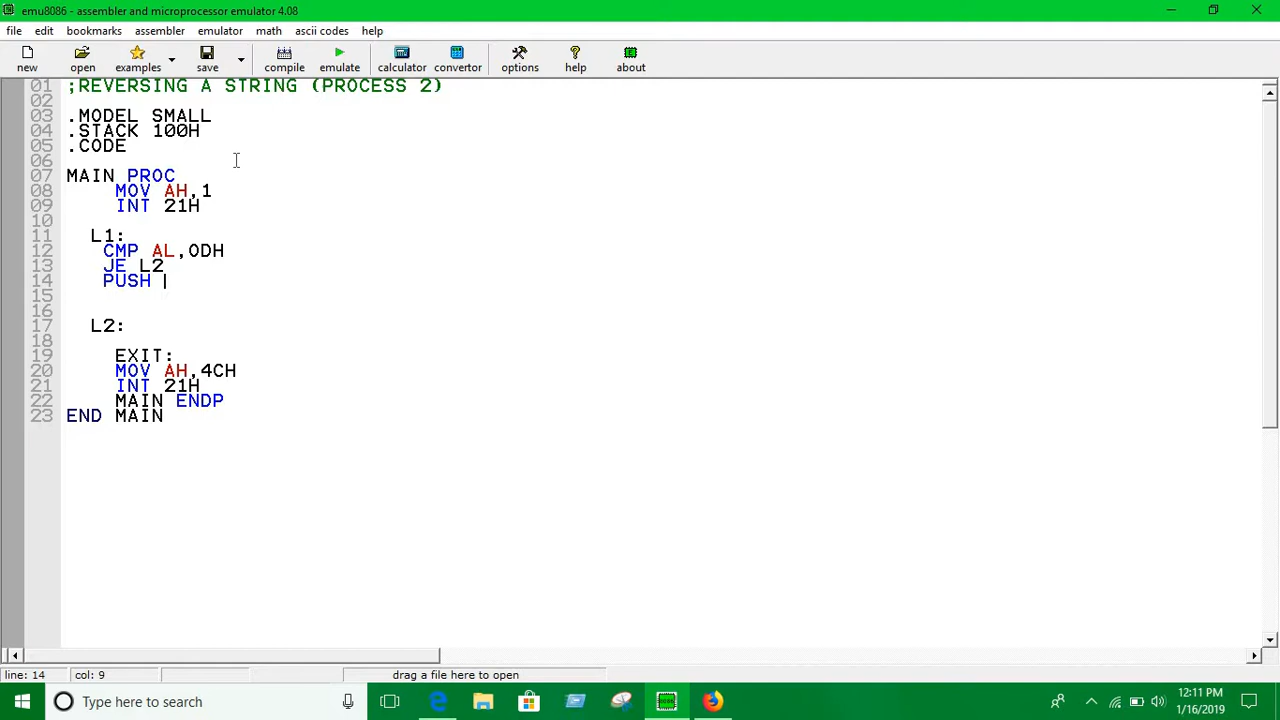 emu8086 - assembler and microprocessor emulator 4.08
file edit bookmarks assembler emulator math ascii codes help
new open examples save compile emulate calculator convertor options help about
01 ;REVERSING A STRING (PROCESS 2)
02
03 .MODEL SMALL
04 .STACK 100H
05 .CODE
06
07 MAIN PROC
08 MOV AH,1
09 INT 21H
10
11 L1:
12 CMP AL,0DH
13 JE L2
14 PUSH
15
16
17 L2:
18
19 EXIT:
20 MOV AH,4CH
21 INT 21H
22 MAIN ENDP
23 END MAIN
line: 14 col: 9 drag a file here to open
Type here to search
12:11 PM
1/16/2019